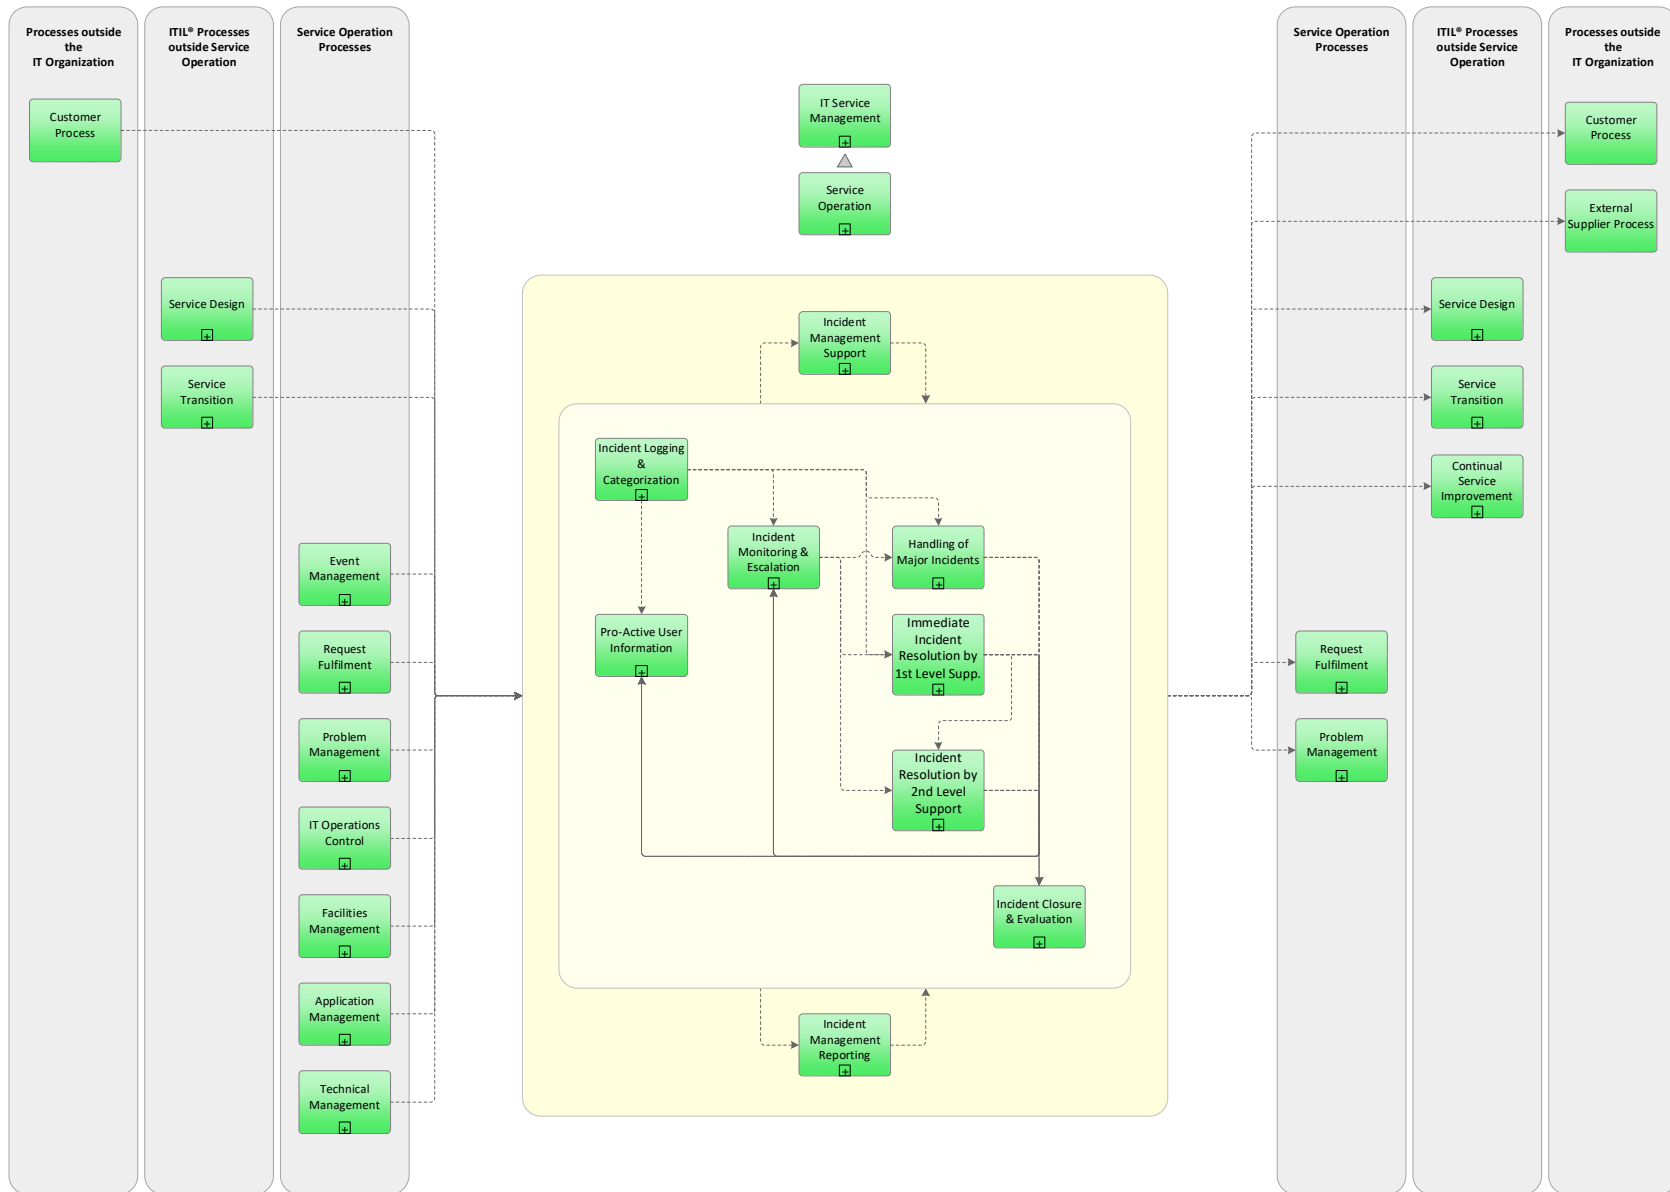 Processes outside
the
IT Organization
ITIL® Processes
outside Service
Operation
Service Operation
Processes
Service Operation
Processes
ITIL® Processes
outside Service
Operation
Processes outside
the
IT Organization
Customer
Process
Service Design
Service
Transition
Event
Management
Request
Fulfilment
Problem
Management
IT Operations
Control
Facilities
Management
Application
Management
Technical
Management
IT Service
Management
Service
Operation
Incident
Management
Support
Incident Logging
&
Categorization
Incident
Monitoring &
Escalation
Handling of
Major Incidents
Pro-Active User
Information
Immediate
Incident
Resolution by
1st Level Supp.
Incident
Resolution by
2nd Level
Support
Incident Closure
& Evaluation
Incident
Management
Reporting
Request
Fulfilment
Problem
Management
Service Design
Service
Transition
Continual
Service
Improvement
Customer
Process
External
Supplier Process